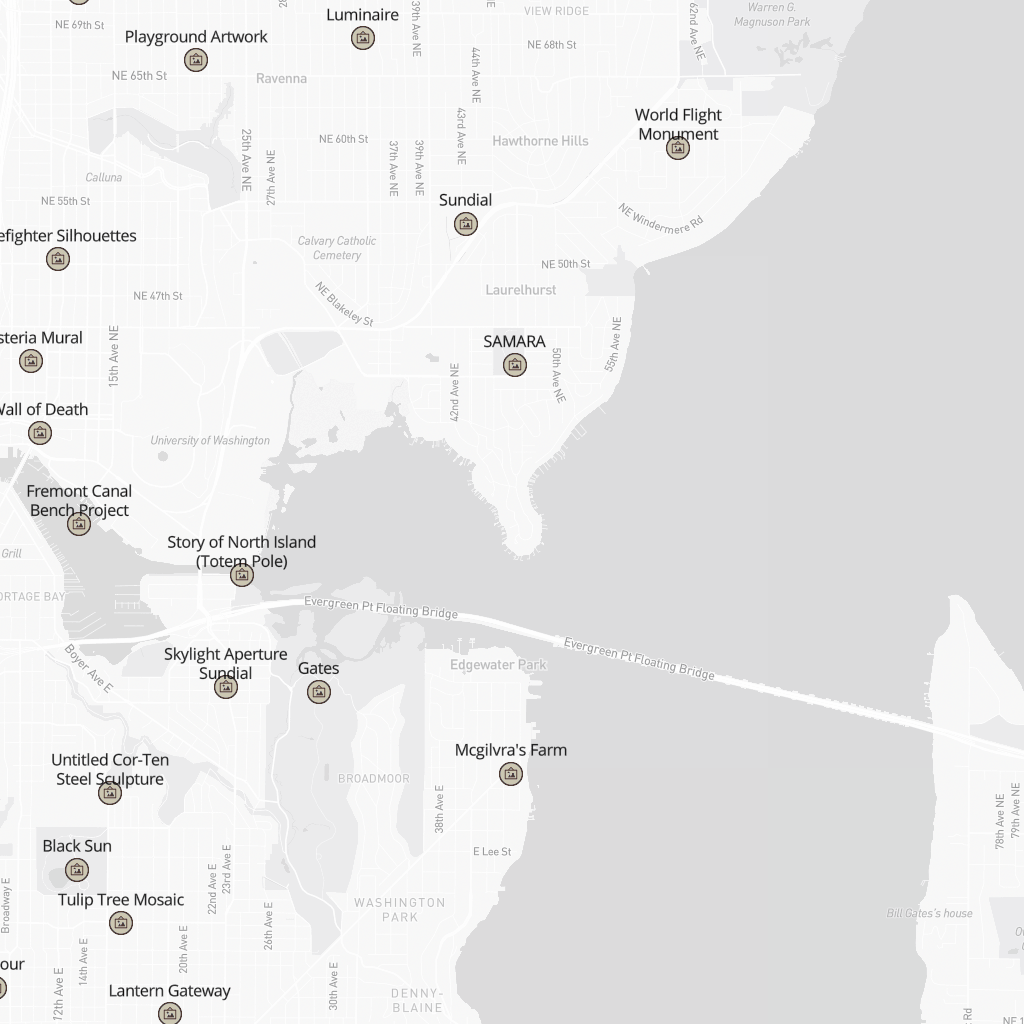 NE 69th St
Luminaire
39th Ave NE
VIEW RIDGE
62nd Ave NE
Warren G.
Magnuson Park
Playground Artwork
NE 68th St
NE 65th St
Ravenna
44th Ave NE
World Flight
Monument
25th Ave NE
27th Ave NE
NE 60th St
37th Ave NE
39th Ave NE
43rd Ave NE
Hawthorne Hills
Calluna
NE 55th St
Sundial
NE Windermere Rd
efighter Silhouettes
Calvary Catholic
Cemetery
NE 50th St
Laurelhurst
NE 47th St
NE Blakeley St
steria Mural
15th Ave NE
SAMARA
55th Ave NE
50th Ave NE
42nd Ave NE
Wall of Death
University of Washington
Fremont Canal
Bench Project
Grill
Story of North Island
(Totem Pole)
ORTAGE BAY
Evergreen Pt Floating Bridge
Evergreen Pt Floating Bridge
Boyer Ave E
Skylight Aperture
Sundial
Gates
Edgewater Park
Untitled Cor-Ten
Steel Sculpture
Mcgilvra's Farm
BROADMOOR
38th Ave E
78th Ave NE
79th Ave NE
Black Sun
E Lee St
Broadway E
22nd Ave E
23rd Ave E
Tulip Tree Mosaic
26th Ave E
WASHINGTON
PARK
Bill Gates's house
our
14th Ave E
20th Ave E
12th Ave E
Lantern Gateway
30th Ave E
DENNY-
BLAINE
Rd
NE 1